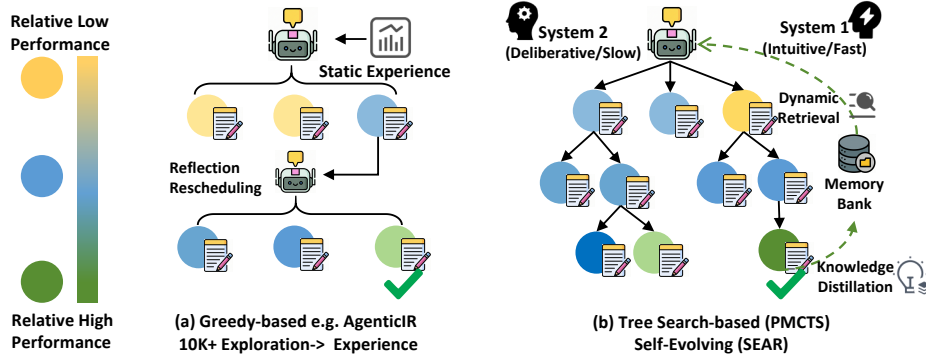 Relative Low
Performance
Relative High
Performance
Static Experience
Reflection
Rescheduling
(a) Greedy-based e.g. AgenticIR
10K+ Exploration-> Experience
System 2
(Deliberative/Slow)
System 1
(Intuitive/Fast)
Dynamic
Retrieval
Memory
Bank
Knowledge
Distillation
(b) Tree Search-based (PMCTS)
Self-Evolving (SEAR)